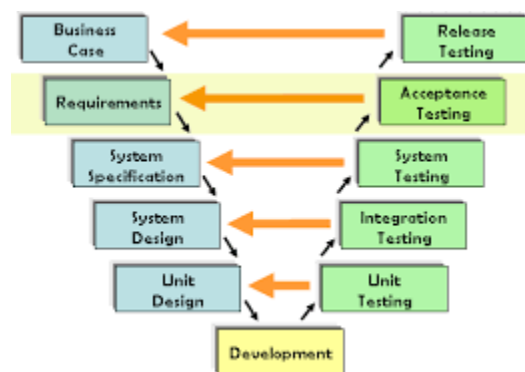 Business
Case
Release
Testing
Requirements
Acceptance
Testing
System
Specification
System
Testing
System
Design
Integration
Testing
Unit
Design
Unit
Testing
Development